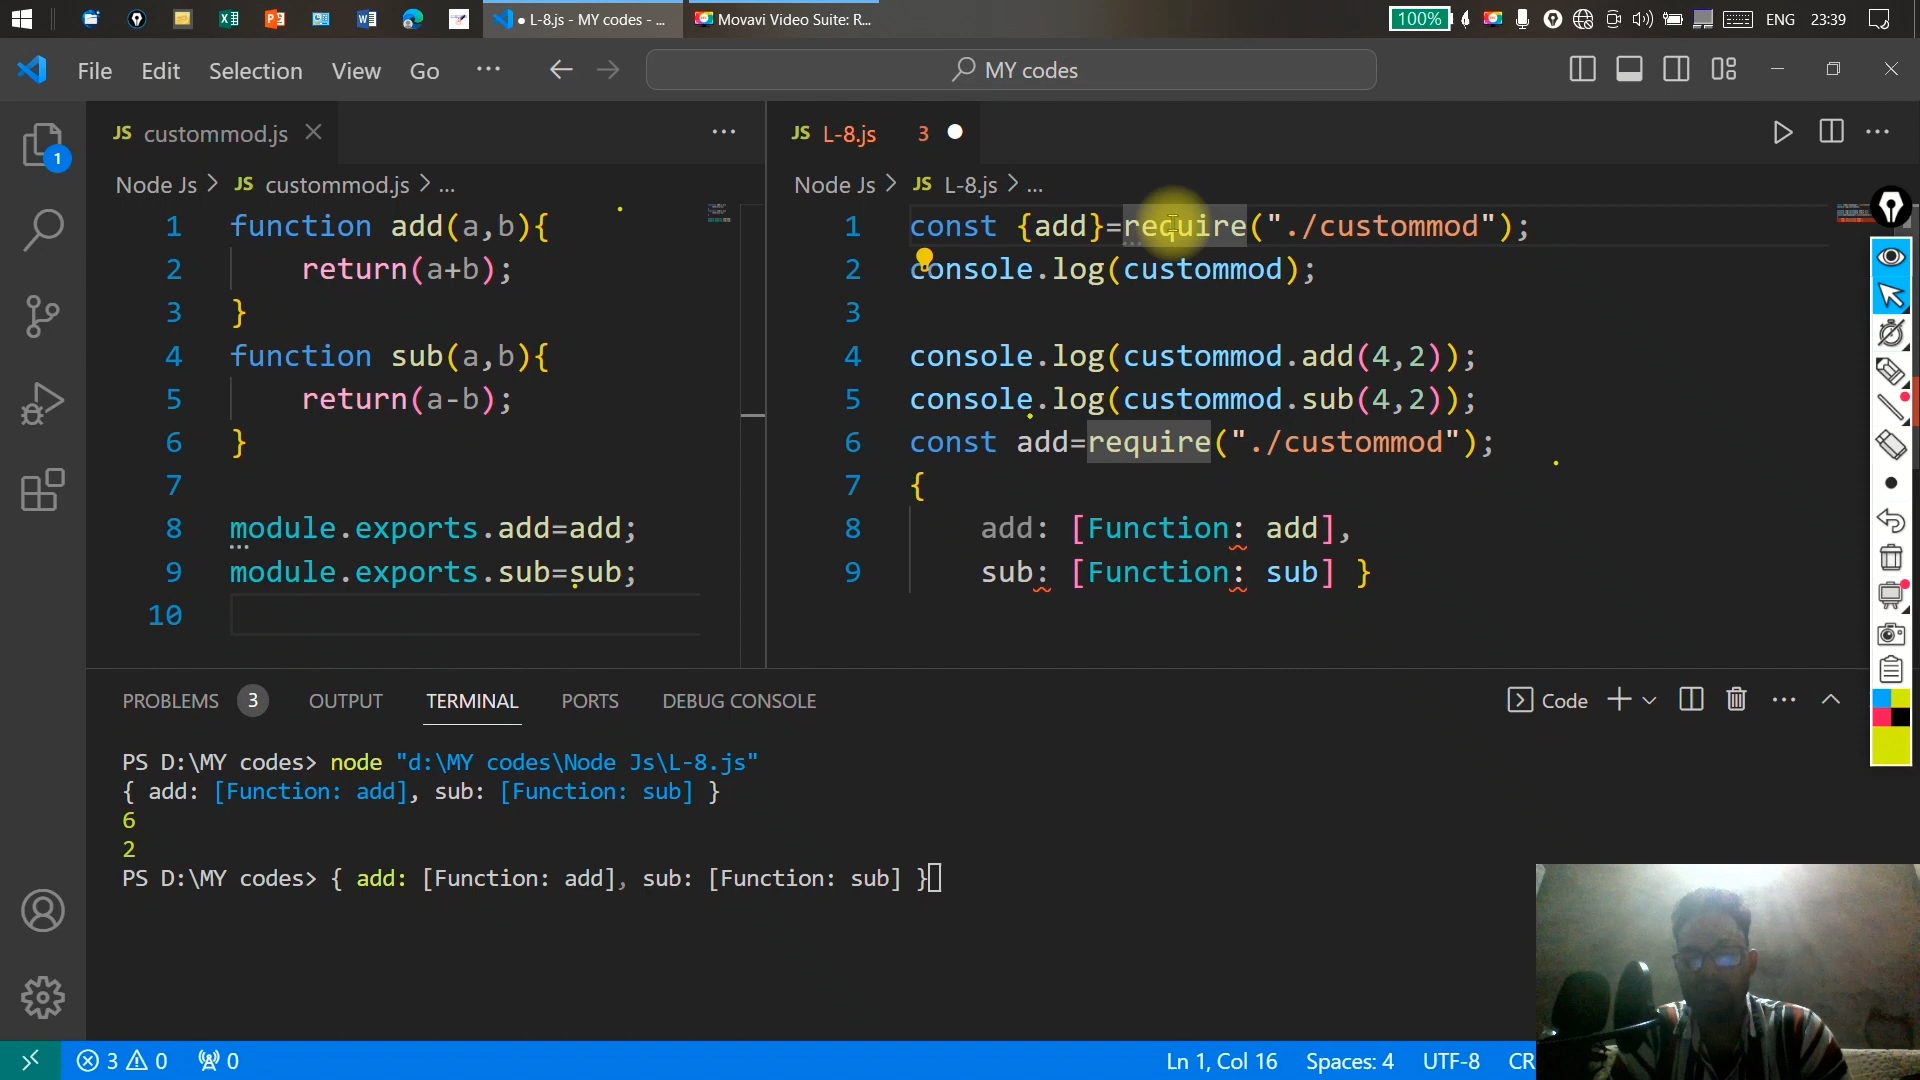 L-8.js - MY codes - ...
Movavi Video Suite: R...
100%
ENG
23:39
File Edit Selection View Go ...
MY codes
JS custommod.js
JS L-8.js 3
Node Js > JS custommod.js > ...
Node Js > JS L-8.js > ...
1 function add(a,b){
2 return(a+b);
3 }
4 function sub(a,b){
5 return(a-b);
6 }
7
8 module.exports.add=add;
9 module.exports.sub=sub;
10
1 const {add}=require("./custommod");
2 console.log(custommod);
3
4 console.log(custommod.add(4,2));
5 console.log(custommod.sub(4,2));
6 const add=require("./custommod");
7 {
8 add: [Function: add],
9 sub: [Function: sub] }
PROBLEMS 3 OUTPUT TERMINAL PORTS DEBUG CONSOLE
Code
PS D:\MY codes> node "d:\MY codes\Node Js\L-8.js"
{ add: [Function: add], sub: [Function: sub] }
6
2
PS D:\MY codes> { add: [Function: add], sub: [Function: sub] }
1
3 0 0
Ln 1, Col 16 Spaces: 4 UTF-8 CR